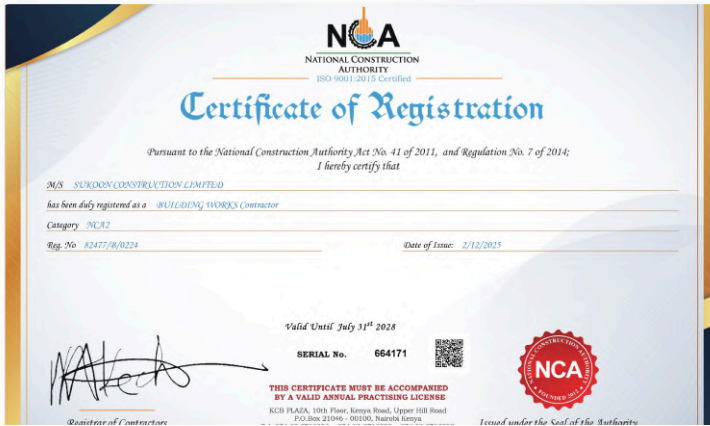 NCA
NATIONAL CONSTRUCTION
AUTHORITY
ISO 9001:2015 Certified
Certificate of Registration
Pursuant to the National Construction Authority Act No. 41 of 2011, and Regulation No. 7 of 2014;
I hereby certify that
M/S SUKOON CONSTRUCTION LIMITED
has been duly registered as a BUILDING WORKS Contractor
Category NCA2
Reg. No 82477/B/0224 Date of Issue: 2/12/2025
Valid Until July 31st 2028
SERIAL No. 664171
NATIONAL CONSTRUCTION AUTHORITY
NCA
FOUNDED 2012
THIS CERTIFICATE MUST BE ACCOMPANIED
BY A VALID ANNUAL PRACTISING LICENSE
KCB PLAZA, 10th Floor, Kenya Road, Upper Hill Road
P.O.Box 21046 - 00100, Nairobi Kenya
Registrar of Contractors Issued under the Seal of the Authority